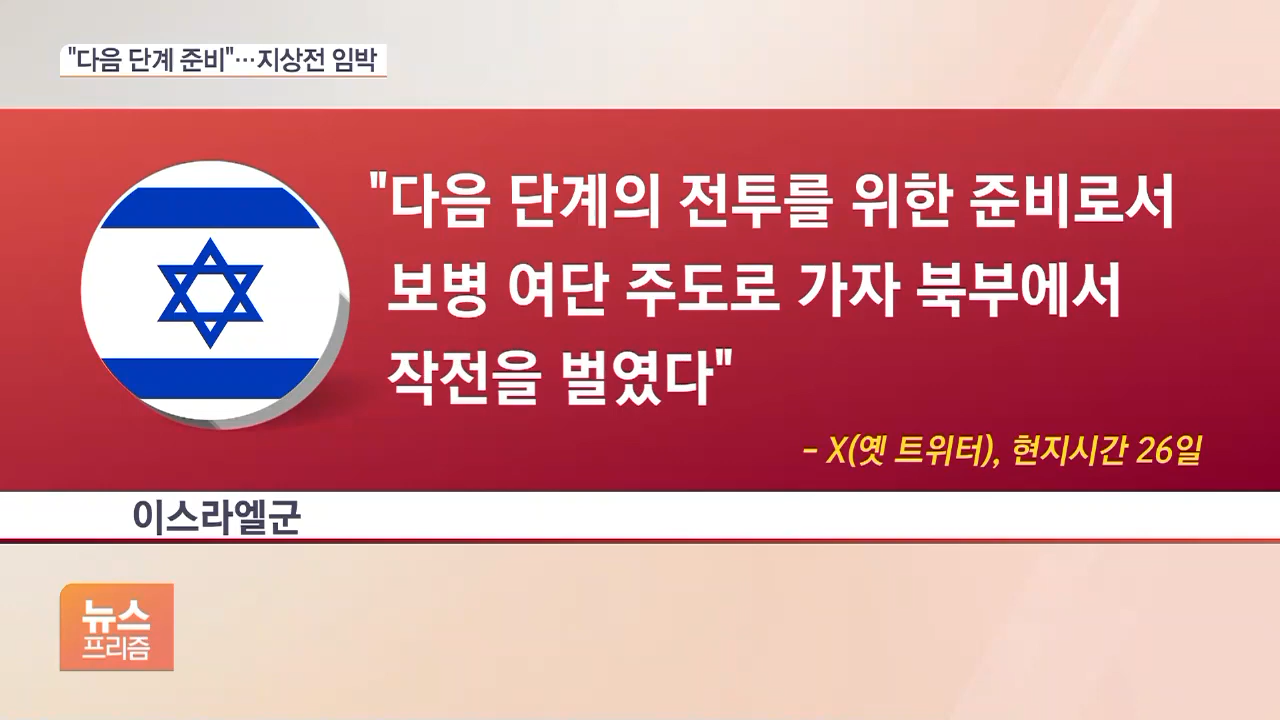 "다음 단계 준비"…지상전 임박
"다음 단계의 전투를 위한 준비로서
보병 여단 주도로 가자 북부에서
작전을 벌였다"
- X(옛 트위터), 현지시간 26일
이스라엘군
뉴스
프리즘